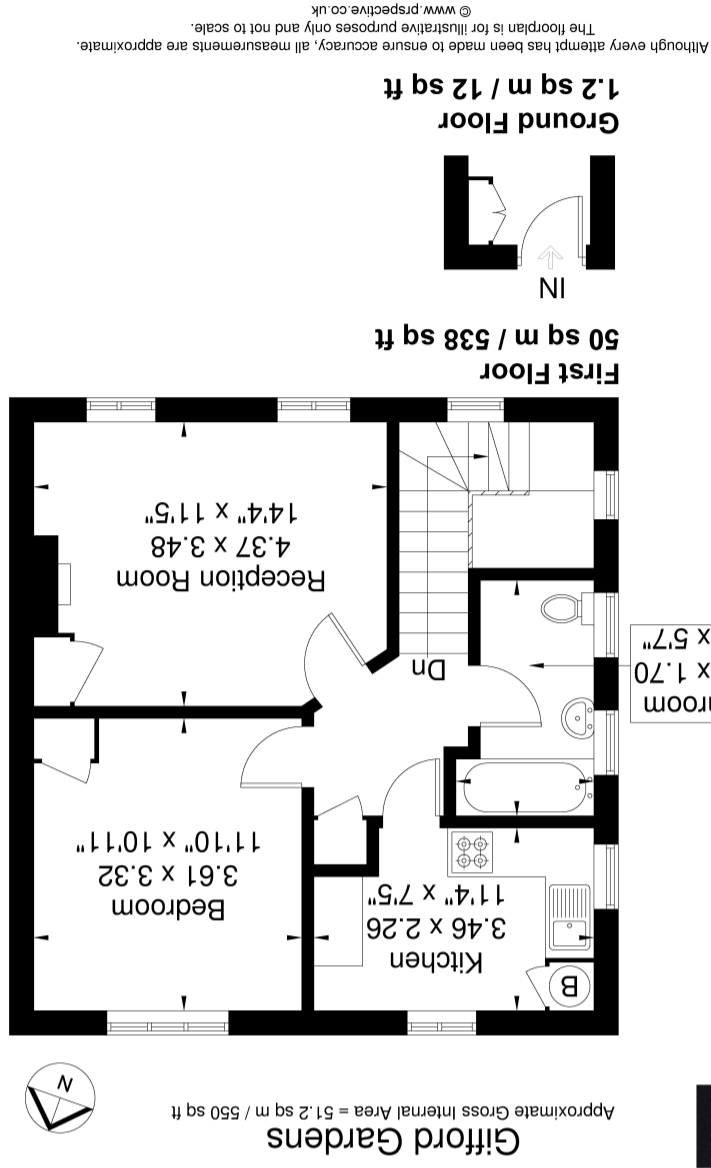 Gifford Gardens
Approximate Gross Internal Area = 51.2 sq m / 550 sq ft
N
B
Kitchen
3.46 x 2.26
11'4" x 7'5"
Bedroom
3.61 x 3.32
11'10" x 10'11"
x 1.70
x 5'7"
Dn
Reception Room
4.37 x 3.48
14'4" x 11'5"
First Floor
50 sq m / 538 sq ft
IN
Ground Floor
1.2 sq m / 12 sq ft
Although every attempt has been made to ensure accuracy, all measurements are approximate.
The floorplan is for illustrative purposes only and not to scale.
© www.prspective.co.uk